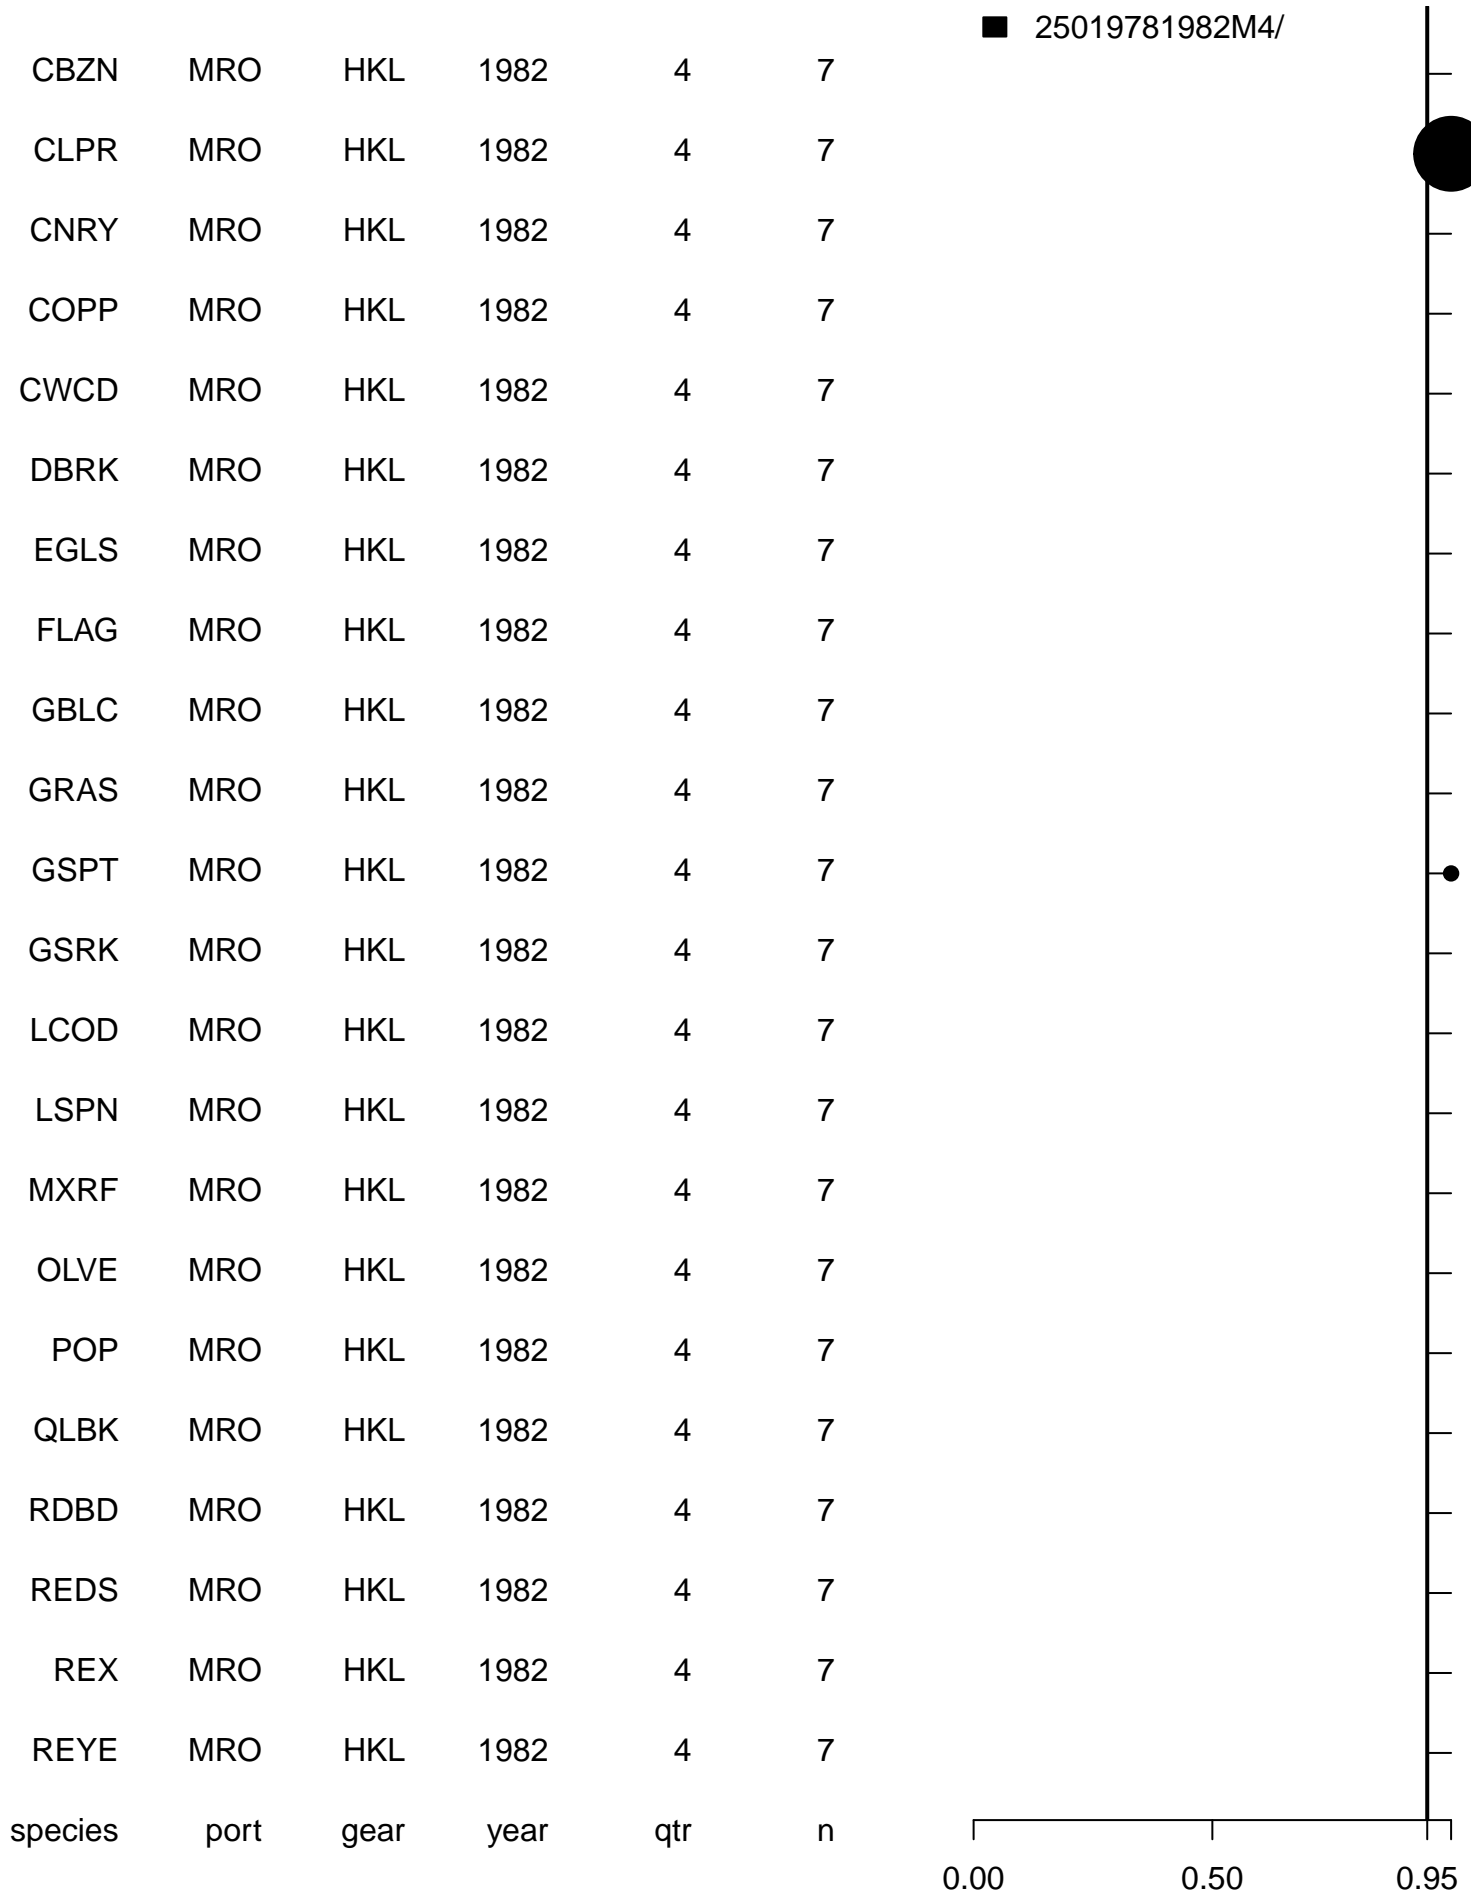 25019781982M4/
CBZN MRO HKL 1982 4 7
CLPR MRO HKL 1982 4 7
CNRY MRO HKL 1982 4 7
COPP MRO HKL 1982 4 7
CWCD MRO HKL 1982 4 7
DBRK MRO HKL 1982 4 7
EGLS MRO HKL 1982 4 7
FLAG MRO HKL 1982 4 7
GBLC MRO HKL 1982 4 7
GRAS MRO HKL 1982 4 7
GSPT MRO HKL 1982 4 7
GSRK MRO HKL 1982 4 7
LCOD MRO HKL 1982 4 7
LSPN MRO HKL 1982 4 7
MXRF MRO HKL 1982 4 7
OLVE MRO HKL 1982 4 7
POP MRO HKL 1982 4 7
QLBK MRO HKL 1982 4 7
RDBD MRO HKL 1982 4 7
REDS MRO HKL 1982 4 7
REX MRO HKL 1982 4 7
REYE MRO HKL 1982 4 7
species port gear year qtr n
0.00 0.50 0.95